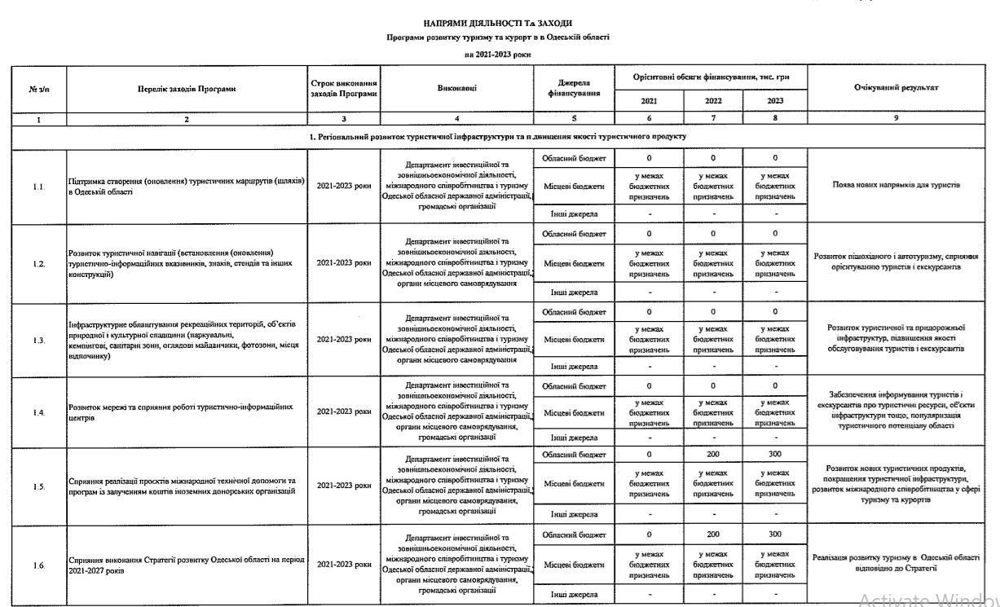 НАПРЯМИ ДІЯЛЬНОСТІ Та ЗАХОДИ
Програми розвитку туризму та курорт в в Одеській області
на 2021-2023 роки
№ з/п
Перелік заходів Програми
Строк виконання
заходів Програми
Виконавці
Джерела
фінансування
Орієнтовні обсяги фінансування, тис. грн
2021
2022
2023
Очікуваний результат
1
2
3
4
5
6
7
8
9
1. Регіональний розвиток туристичної інфраструктури та п двищення якості туристичного продукту
1.1.
Підтримка створення (оновлення) туристичних маршрутів (шляхів)
в Одеській області
2021-2023 роки
Департамент інвестиційної та
зовнішньоекономічної діяльності,
міжнародного співробітництва і туризму
Одеської обласної державної адміністрації,
громадські організації
Обласний бюджет
0
0
0
Місцеві бюджети
у межах
бюджетних
призначень
у межах
бюджетних
призначень
у межах
бюджетних
призначень
Інші джерела
-
-
-
Поява нових напрямків для туристів
1.2.
Розвиток туристичної навігації (встановлення (оновлення)
туристично-інформаційних вказівників, знаків, стендів та інших
конструкцій)
2021-2023 роки
Департамент інвестиційної та
зовнішньоекономічної діяльності,
міжнародного співробітництва і туризму
Одеської обласної державної адміністрації,
органи місцевого самоврядування
Обласний бюджет
0
0
0
Місцеві бюджети
у межах
бюджетних
призначень
у межах
бюджетних
призначень
у межах
бюджетних
призначень
Інші джерела
-
-
-
Розвиток пішохідного і автотуризму, сприяння
орієнтуванню туристів і екскурсантів
1.3.
Інфраструктурне облаштування рекреаційних територій, об'єктів
природної і культурної спадщини (паркувальні,
кемпінгові, санітарні зони, оглядові майданчики, фотозони, місця
відпочинку)
2021-2023 роки
Департамент інвестиційної та
зовнішньоекономічної діяльності,
міжнародного співробітництва і туризму
Одеської обласної державної адміністрації,
органи місцевого самоврядування
Обласний бюджет
0
0
0
Місцеві бюджети
у межах
бюджетних
призначень
у межах
бюджетних
призначень
у межах
бюджетних
призначень
Інші джерела
-
-
-
Розвиток туристичної та придорожньої
інфраструктур, підвищення якості
обслуговування туристів і екскурсантів
1.4.
Розвиток мережі та сприяння роботі туристично-інформаційних
центрів
2021-2023 роки
Департамент інвестиційної та
зовнішньоекономічної діяльності,
міжнародного співробітництва і туризму
Одеської обласної державної адміністрації,
органи місцевого самоврядування,
громадські організації
Обласний бюджет
0
0
0
Місцеві бюджети
у межах
бюджетних
призначень
у межах
бюджетних
призначень
у межах
бюджетних
призначень
Інші джерела
-
-
-
Забезпечення інформування туристів і
екскурсантів про туристичні ресурси, об'єкти
інфраструктури тощо; популяризація
туристичного потенціалу області
1.5.
Сприяння реалізації проєктів міжнародної технічної допомоги та
програм із залученням коштів іноземних донорських організацій
2021-2023 роки
Департамент інвестиційної та
зовнішньоекономічної діяльності,
міжнародного співробітництва і туризму
Одеської обласної державної адміністрації,
органи місцевого самоврядування,
громадські організації
Обласний бюджет
0
200
300
Місцеві бюджети
у межах
бюджетних
призначень
у межах
бюджетних
призначень
у межах
бюджетних
призначень
Інші джерела
-
-
-
Розвиток нових туристичних продуктів,
покращення туристичної інфраструктури,
розвиток міжнародного співробітництва у сфері
туризму та курортів
1.6.
Сприяння виконання Стратегії розвитку Одеської області на період
2021-2027 років
2021-2023 роки
Департамент інвестиційної та
зовнішньоекономічної діяльності,
міжнародного співробітництва і туризму
Одеської обласної державної адміністрації,
органи місцевого самоврядування,
громадські організації
Обласний бюджет
0
200
300
Місцеві бюджети
у межах
бюджетних
призначень
у межах
бюджетних
призначень
у межах
бюджетних
призначень
Інші джерела
-
-
-
Реалізація розвитку туризму в Одеській області
відповідно до Стратегії
Activate Window